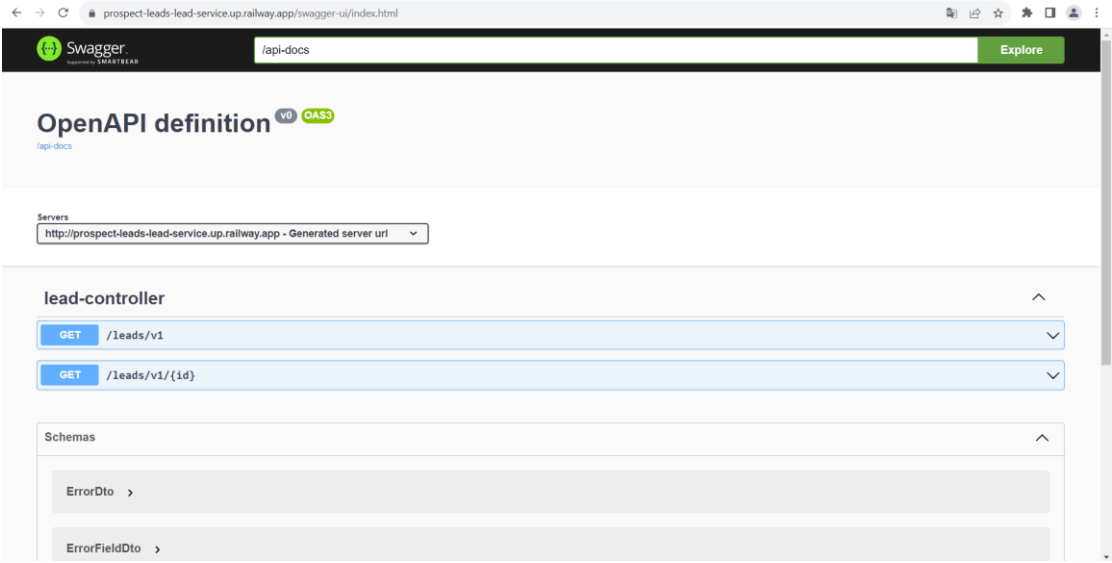 prospect-leads-lead-service.up.railway.app/swagger-ui/index.html
{··}
Swagger.
Supported by SMARTBEAR
/api-docs
Explore
OpenAPI definition v0 OAS3
/api-docs
Servers
http://prospect-leads-lead-service.up.railway.app - Generated server url
lead-controller
GET /leads/v1
GET /leads/v1/{id}
Schemas
ErrorDto
ErrorFieldDto